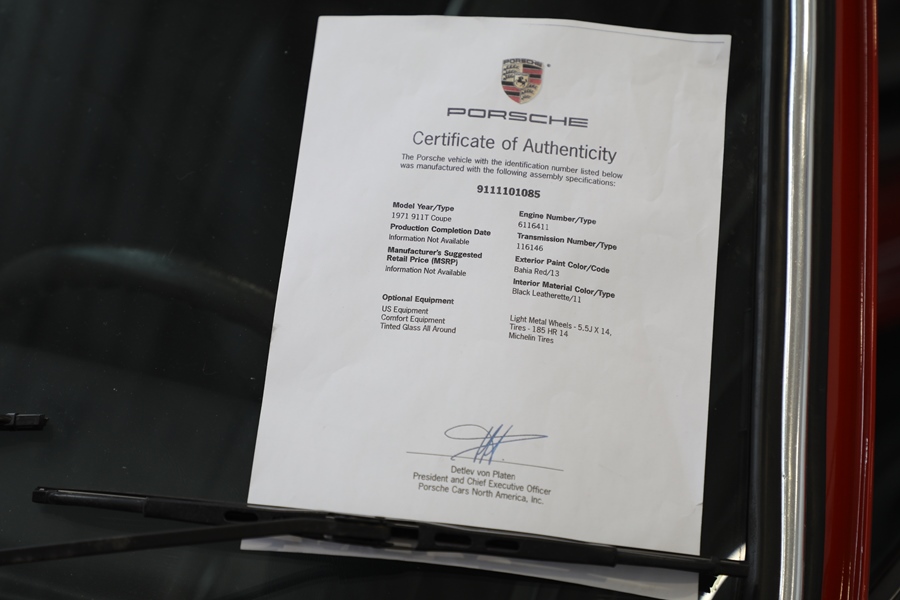 PORSCHE
PORSCHE
Certificate of Authenticity
The Porsche vehicle with the identification number listed below
was manufactured with the following assembly specifications:
9111101085
Model Year/Type
1971 911T Coupe
Production Completion Date
Information Not Available
Manufacturer's Suggested
Retail Price (MSRP)
Information Not Available
Engine Number/Type
6116411
Transmission Number/Type
116146
Exterior Paint Color/Code
Bahia Red/13
Interior Material Color/Type
Black Leatherette/11
Optional Equipment
US Equipment
Comfort Equipment
Tinted Glass All Around
Light Metal Wheels - 5.5J X 14,
Tires - 185 HR 14
Michelin Tires
Detlev von Platen
President and Chief Executive Officer
Porsche Cars North America, Inc.